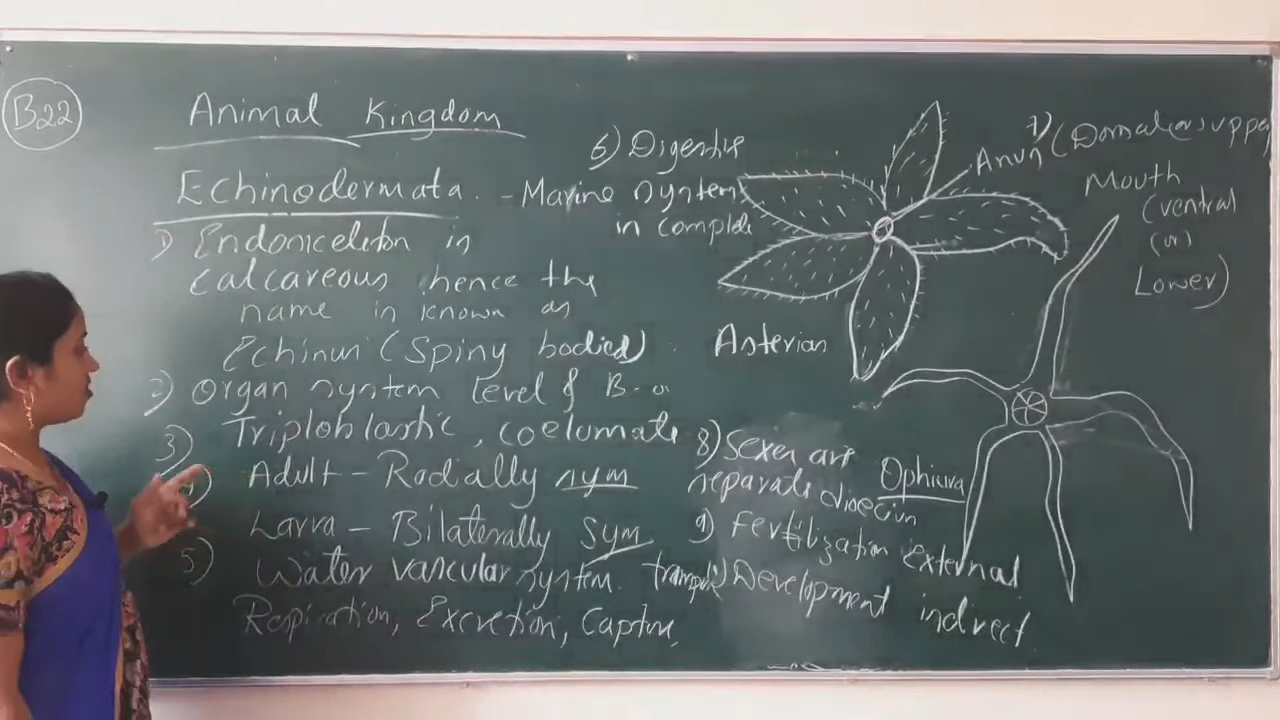 B22
Animal Kingdom
Echinodermata - Marine
1) Endoskeleton is
calcareous hence the
name is known as
Echinus (Spiny bodied)
2) Organ system level of B-o
3) Triploblastic, coelomate
4) Adult - Radially sym
Larva - Bilaterally sym
5) Water vascular system.
Respiration, Excretion, Capture,
6) Digestive
system
is complete
7)
Anus (Dorsal or upper
Mouth
(ventral
(or)
Lower)
Asterias
Ophiura
8) Sexes are
separate
9) Fertilization external
Development indirect